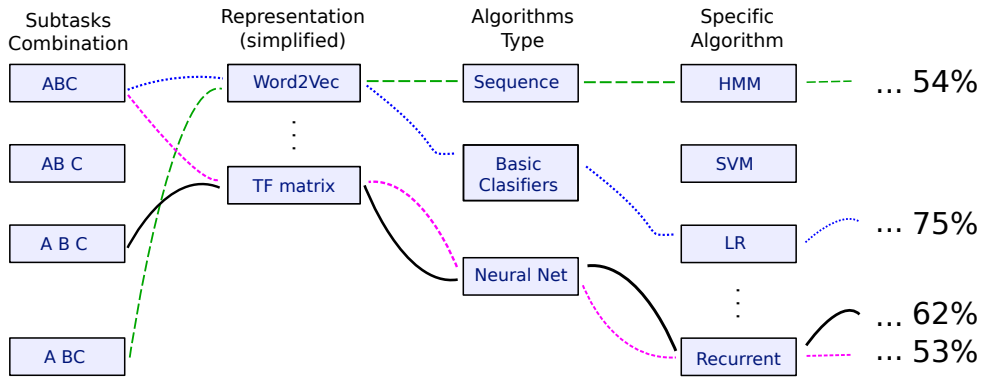 Subtasks
Combination
Representation
(simplified)
Algorithms
Type
Specific
Algorithm
ABC
Word2Vec
Sequence
HMM
... 54%
AB C
TF matrix
Basic
Clasifiers
SVM
A B C
LR
... 75%
Neural Net
... 62%
A BC
Recurrent
... 53%